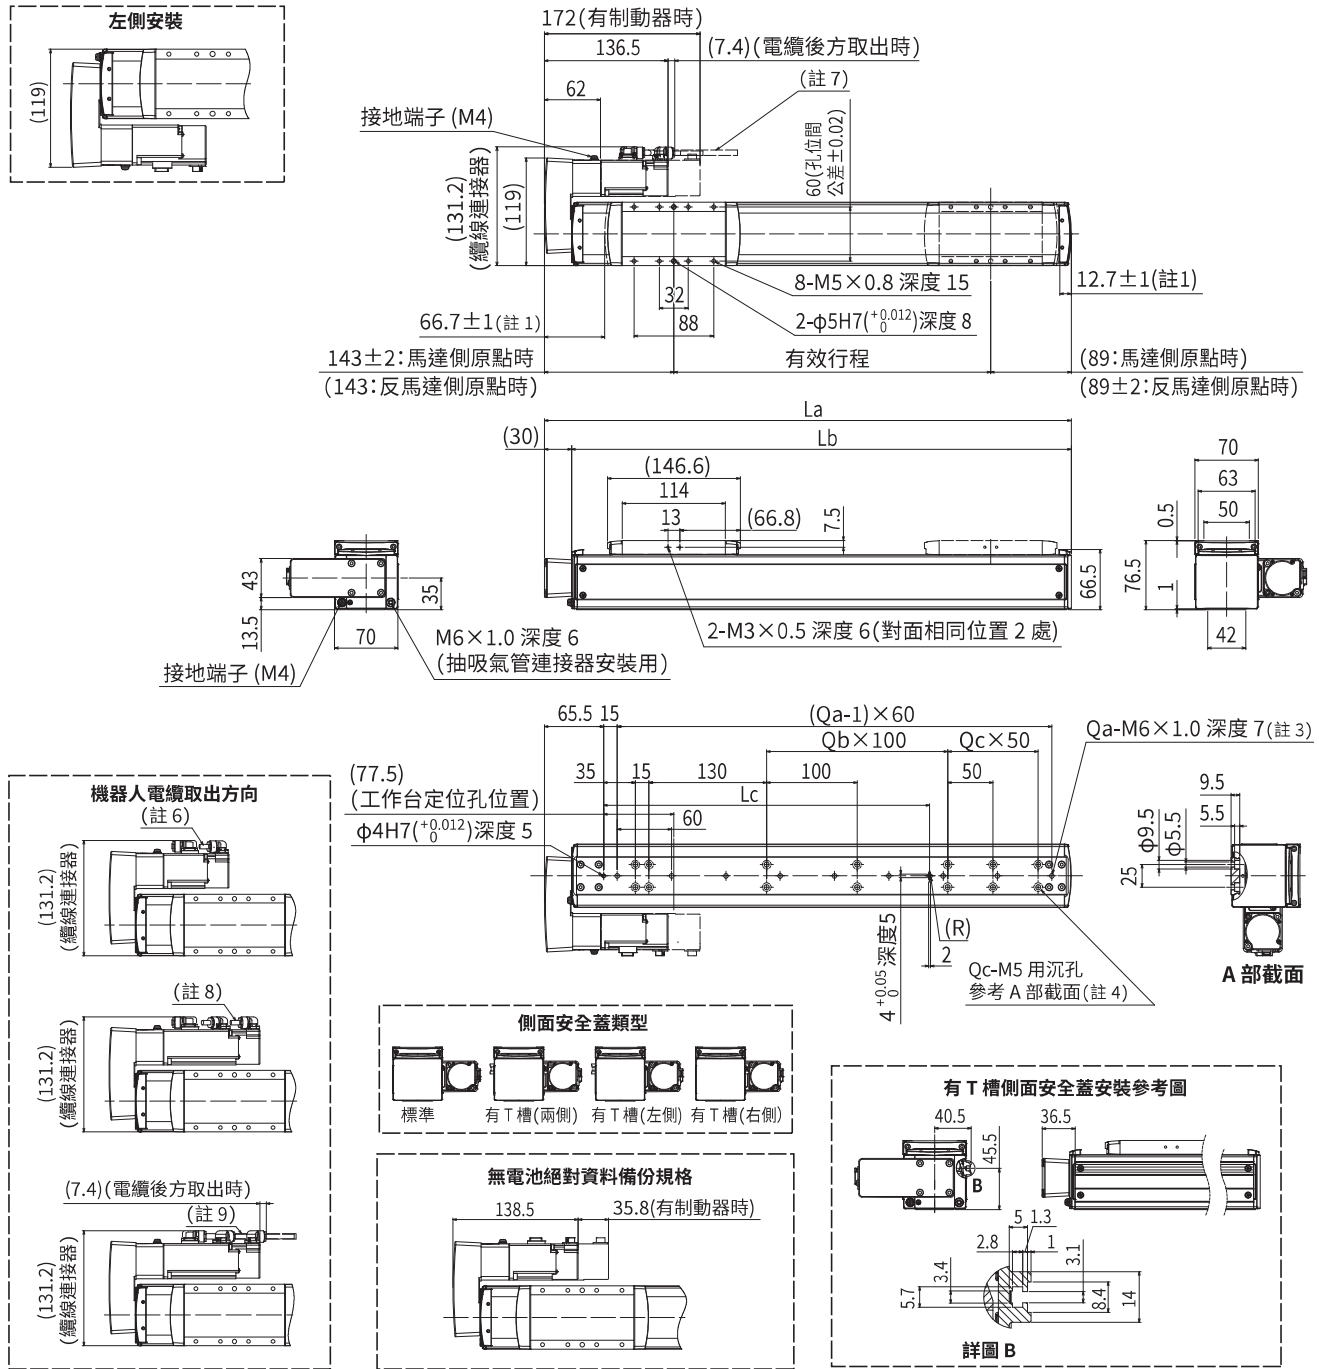 左側安裝
(119)
172(有制動器時)
136.5
(7.4)(電纜後方取出時)
(註 7)
62
接地端子 (M4)
60(孔位間
公差±0.02)
(131.2)
(纜線連接器)
(119)
32
88
8-M5×0.8 深度 15
2-φ5H7(+0.012 0)深度 8
12.7±1(註1)
66.7±1(註 1)
143±2:馬達側原點時
(143:反馬達側原點時)
有效行程
(89:馬達側原點時)
(89±2:反馬達側原點時)
La
(30)
Lb
(146.6)
114
13
(66.8)
7.5
66.5
2-M3×0.5 深度 6(對面相同位置 2 處)
43
13.5
35
70
M6×1.0 深度 6
(抽吸氣管連接器安裝用)
接地端子 (M4)
70
63
50
0.5
76.5
1
42
65.5
15
(Qa-1)×60
Qa-M6×1.0 深度 7(註 3)
Qb×100
Qc×50
(77.5)
(工作台定位孔位置)
35
15
130
100
50
Lc
φ4H7(+0.012 0)深度 5
60
4 +0.05 0 深度5
(R)
2
Qc-M5 用沉孔
參考 A 部截面(註 4)
9.5
5.5
φ9.5
φ5.5
25
A 部截面
機器人電纜取出方向
(註 6)
(131.2)
(纜線連接器)
(註 8)
(131.2)
(纜線連接器)
(7.4)(電纜後方取出時)
(註 9)
(131.2)
(纜線連接器)
側面安全蓋類型
標準
有 T 槽(兩側)
有 T 槽(左側)
有 T 槽(右側)
無電池絕對資料備份規格
138.5
35.8(有制動器時)
有 T 槽側面安全蓋安裝參考圖
40.5
45.5
B
36.5
5
1.3
2.8
1
3.1
3.4
5.7
8.4
14
詳圖 B